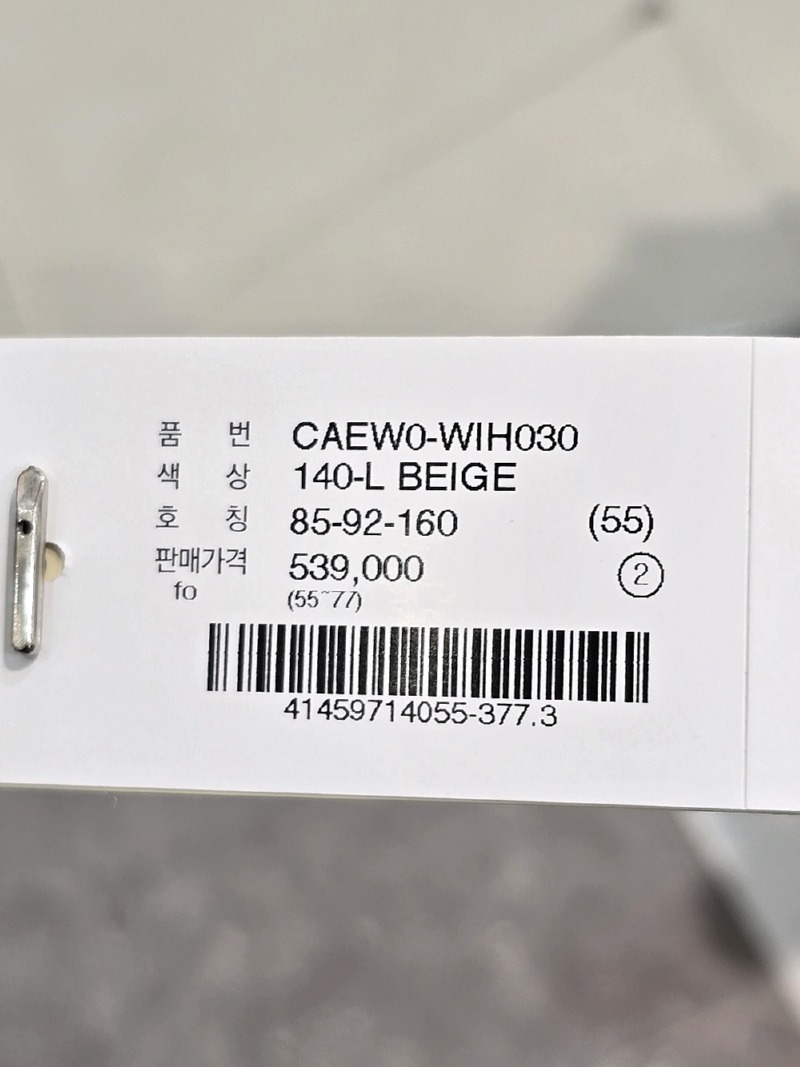 품 번 CAEW0-WIH030
색 상 140-L BEIGE
호 칭 85-92-160 (55)
판매가격 539,000 ②
fo (55~77)
41459714055-377.3